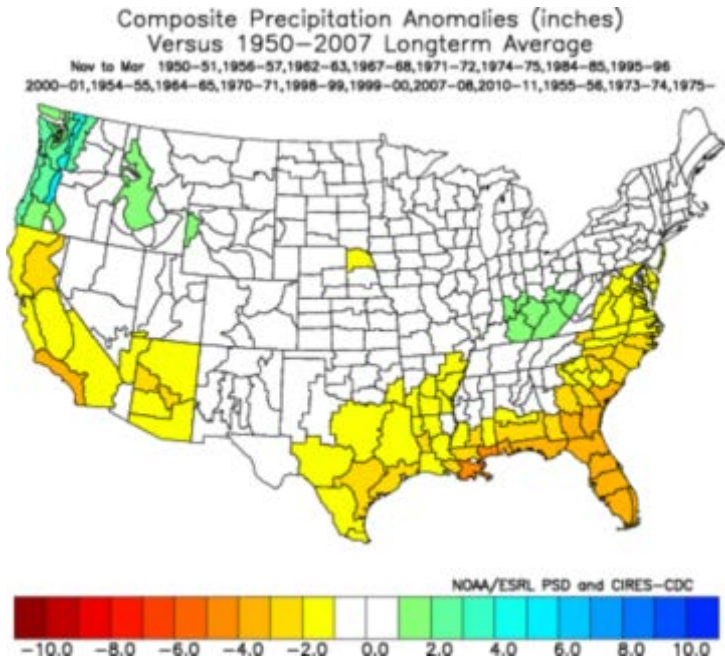 Composite Precipitation Anomalies (inches)
Versus 1950-2007 Longterm Average
Nov to Mar 1950-51,1956-57,1962-63,1967-68,1971-72,1974-75,1984-85,1995-96
2000-01,1954-55,1964-65,1970-71,1998-99,1999-00,2007-08,2010-11,1955-56,1973-74,1975-
NOAA/ESRL PSD and CIRES-CDC
-10.0 -8.0 -6.0 -4.0 -2.0 0.0 2.0 4.0 6.0 8.0 10.0